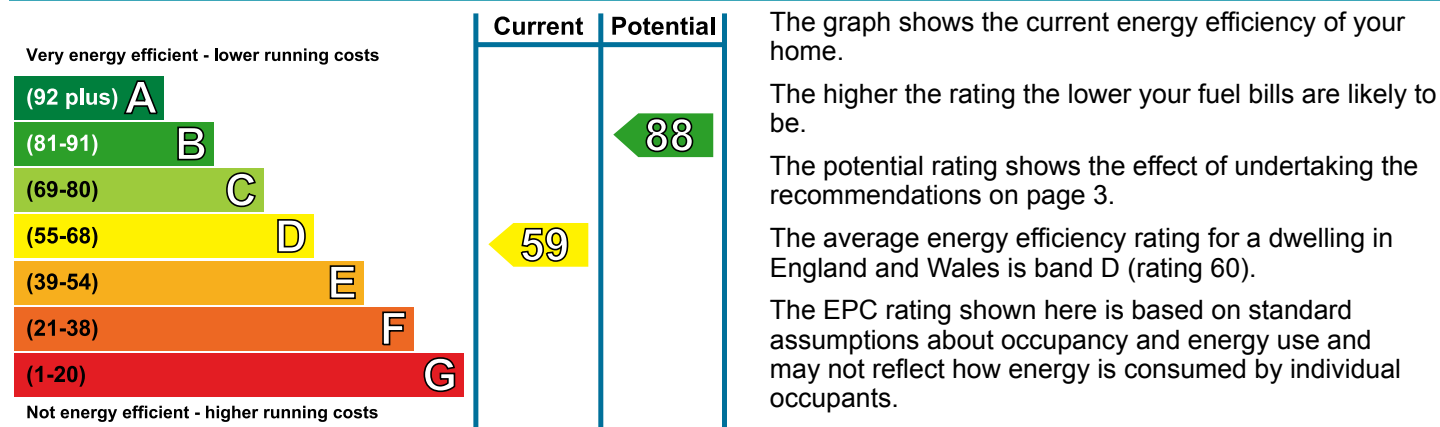 Current Potential
Very energy efficient - lower running costs
(92 plus) A
(81-91) B
88
(69-80) C
(55-68) D
59
(39-54) E
(21-38) F
(1-20) G
Not energy efficient - higher running costs
The graph shows the current energy efficiency of your
home.
The higher the rating the lower your fuel bills are likely to
be.
The potential rating shows the effect of undertaking the
recommendations on page 3.
The average energy efficiency rating for a dwelling in
England and Wales is band D (rating 60).
The EPC rating shown here is based on standard
assumptions about occupancy and energy use and
may not reflect how energy is consumed by individual
occupants.